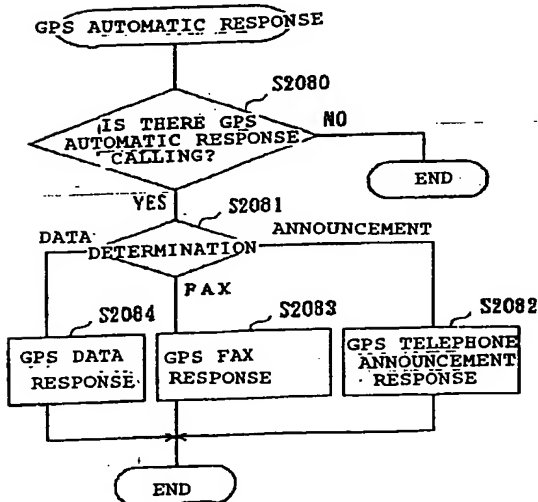 GPS AUTOMATIC RESPONSE
S2080
IS THERE GPS
AUTOMATIC RESPONSE
CALLING?
NO
END
YES
S2081
DATA
DETERMINATION
ANNOUNCEMENT
FAX
S2084
S2083
S2082
GPS DATA
RESPONSE
GPS FAX
RESPONSE
GPS TELEPHONE
ANNOUNCEMENT
RESPONSE
END